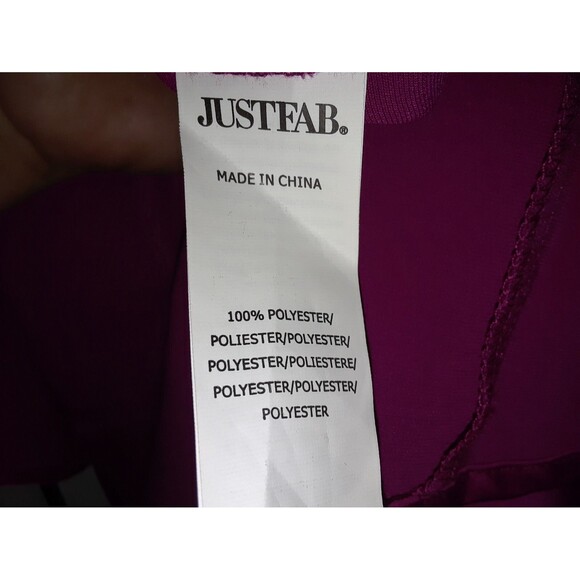 JUSTFAB®
MADE IN CHINA
100% POLYESTER/
POLIESTER/POLYESTER/
POLYESTER/POLIESTERE/
POLYESTER/POLYESTER/
POLYESTER